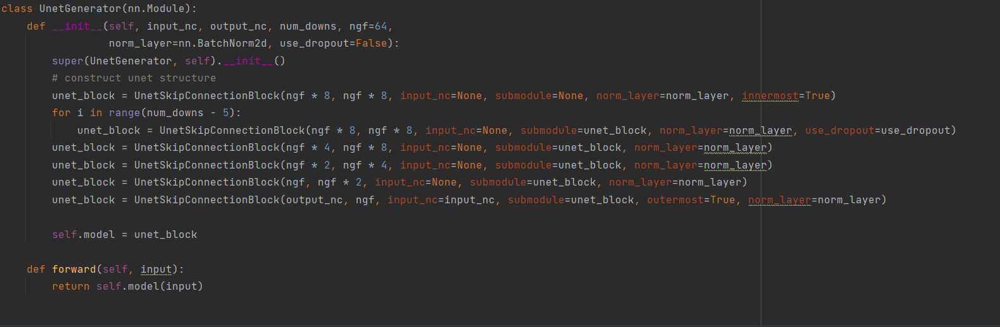 class UnetGenerator(nn.Module):
    def __init__(self, input_nc, output_nc, num_downs, ngf=64,
                 norm_layer=nn.BatchNorm2d, use_dropout=False):
        super(UnetGenerator, self).__init__()
        # construct unet structure
        unet_block = UnetSkipConnectionBlock(ngf * 8, ngf * 8, input_nc=None, submodule=None, norm_layer=norm_layer, innermost=True)
        for i in range(num_downs - 5):
            unet_block = UnetSkipConnectionBlock(ngf * 8, ngf * 8, input_nc=None, submodule=unet_block, norm_layer=norm_layer, use_dropout=use_dropout)
        unet_block = UnetSkipConnectionBlock(ngf * 4, ngf * 8, input_nc=None, submodule=unet_block, norm_layer=norm_layer)
        unet_block = UnetSkipConnectionBlock(ngf * 2, ngf * 4, input_nc=None, submodule=unet_block, norm_layer=norm_layer)
        unet_block = UnetSkipConnectionBlock(ngf, ngf * 2, input_nc=None, submodule=unet_block, norm_layer=norm_layer)
        unet_block = UnetSkipConnectionBlock(output_nc, ngf, input_nc=input_nc, submodule=unet_block, outermost=True, norm_layer=norm_layer)
        self.model = unet_block
    def forward(self, input):
        return self.model(input)